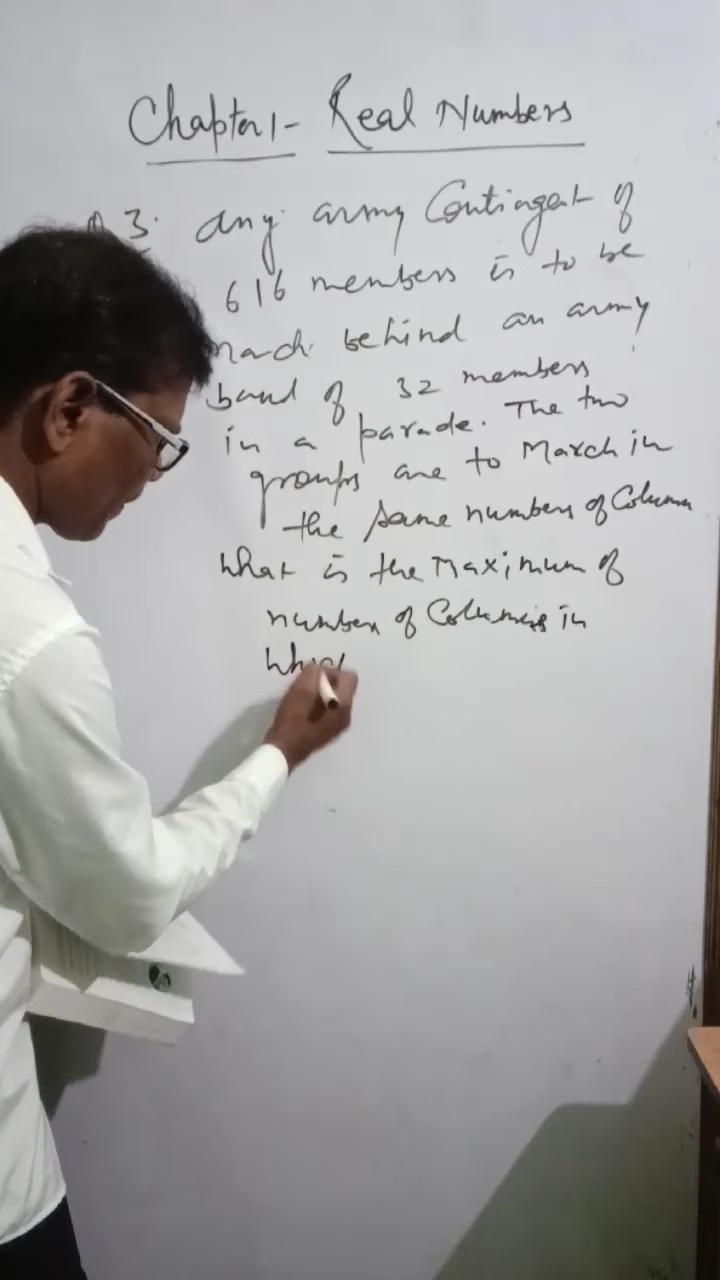 Chapter 1 - Real Numbers
Q 3. any army Contingent of
616 members is to be
march behind an army
band of 32 members
in a parade. The two
groups are to March in
the same numbers of Column
What is the Maximum of
number of Columns in
Which